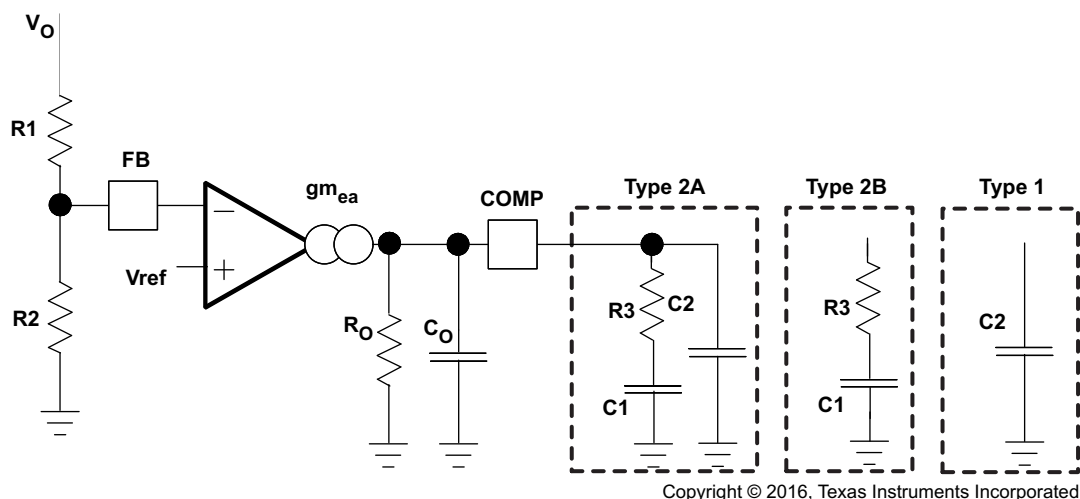 VO
R1
FB
gmea
COMP
Type 2A
Type 2B
Type 1
Vref
R2
RO
CO
R3
C2
C1
R3
C1
C2
Copyright © 2016, Texas Instruments Incorporated